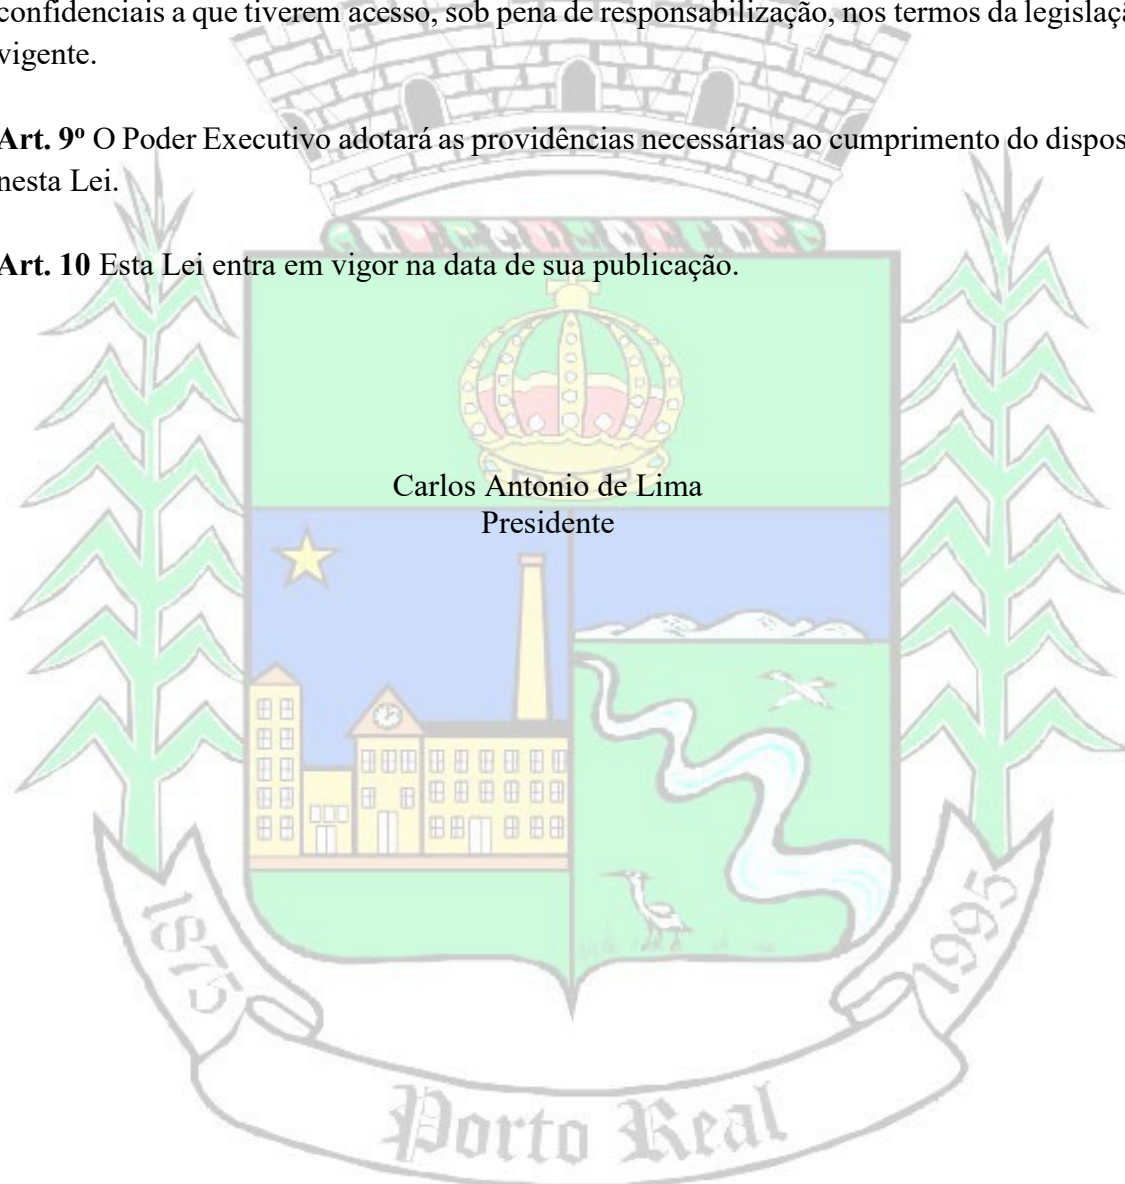 confidenciais a que tiverem acesso, sob pena de responsabilização, nos termos da legislaçã
vigente.
Art. 9º O Poder Executivo adotará as providências necessárias ao cumprimento do dispos
nesta Lei.
Art. 10 Esta Lei entra em vigor na data de sua publicação.
Carlos Antonio de Lima
Presidente
1875
1995
Porto Real